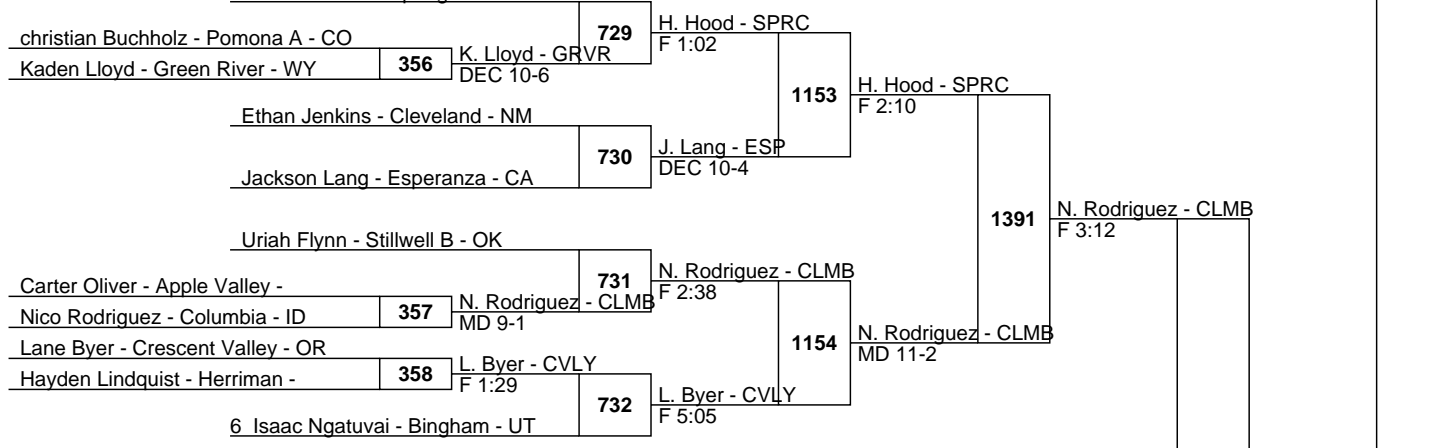 729
H. Hood - SPRC
F 1:02
christian Buchholz - Pomona A - CO
Kaden Lloyd - Green River - WY
356
K. Lloyd - GRVR
DEC 10-6
1153
H. Hood - SPRC
F 2:10
Ethan Jenkins - Cleveland - NM
730
J. Lang - ESP
DEC 10-4
Jackson Lang - Esperanza - CA
1391
N. Rodriguez - CLMB
F 3:12
Uriah Flynn - Stillwell B - OK
731
N. Rodriguez - CLMB
F 2:38
Carter Oliver - Apple Valley -
Nico Rodriguez - Columbia - ID
357
N. Rodriguez - CLMB
MD 9-1
1154
N. Rodriguez - CLMB
MD 11-2
Lane Byer - Crescent Valley - OR
Hayden Lindquist - Herriman -
358
L. Byer - CVLY
F 1:29
732
L. Byer - CVLY
F 5:05
6 Isaac Ngatuvai - Bingham - UT